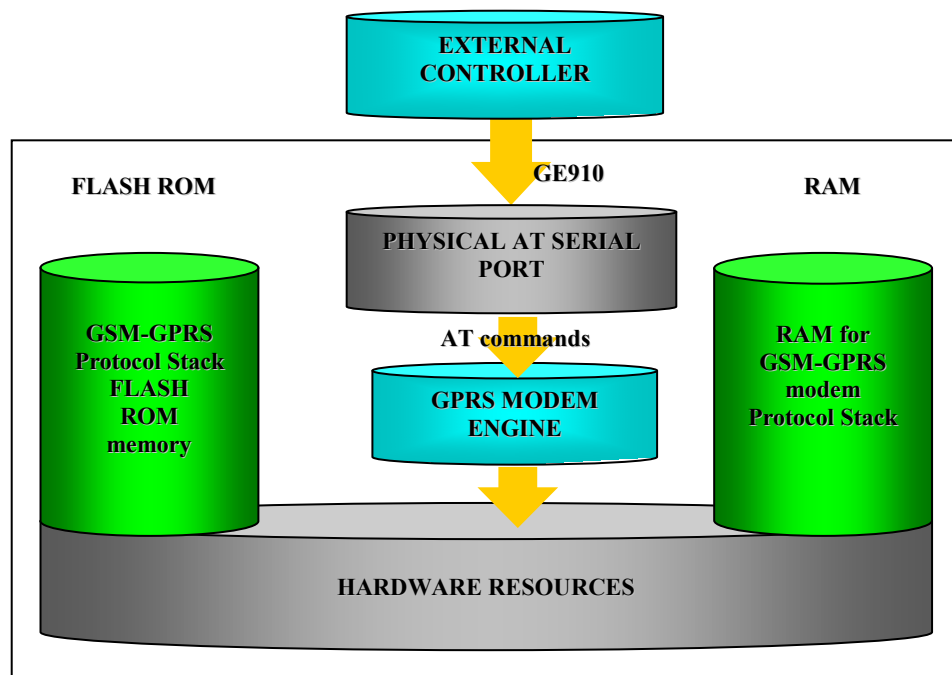 EXTERNAL
CONTROLLER
GE910
FLASH ROM
RAM
PHYSICAL AT SERIAL
PORT
AT commands
GSM-GPRS
Protocol Stack
FLASH
ROM
memory
GPRS MODEM
ENGINE
RAM for
GSM-GPRS
modem
Protocol Stack
HARDWARE RESOURCES